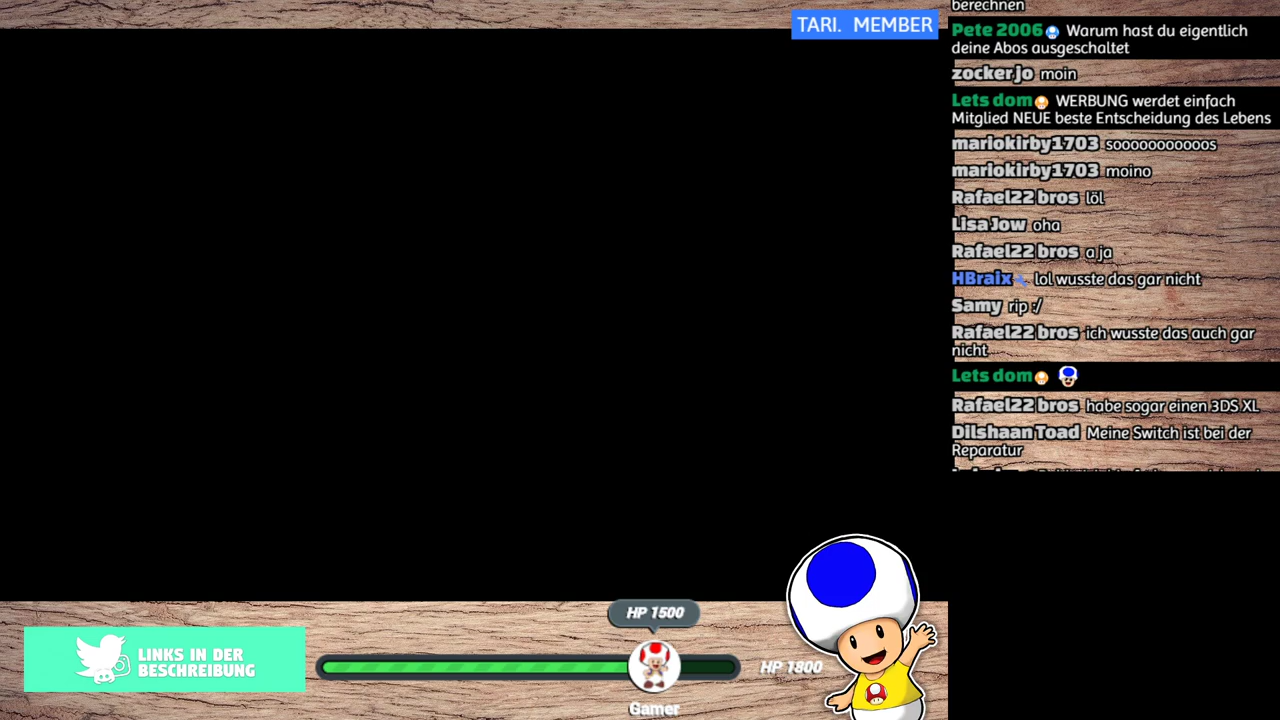 TARI. MEMBER
berechnen
Pete 2006 Warum hast du eigentlich
deine Abos ausgeschaltet
zocker jo moin
Lets dom WERBUNG werdet einfach
Mitglied NEUE beste Entscheidung des Lebens
mariokirby1703 sooooooooooos
mariokirby1703 moino
Rafael22 bros löl
Lisa Jow oha
Rafael22 bros a ja
HBraix lol wusste das gar nicht
Samy rip :/
Rafael22 bros ich wusste das auch gar
nicht
Lets dom
Rafael22 bros habe sogar einen 3DS XL
Dilshaan Toad Meine Switch ist bei der
Reparatur
HP 1500
LINKS IN DER
BESCHREIBUNG
HP 1800
Gamer